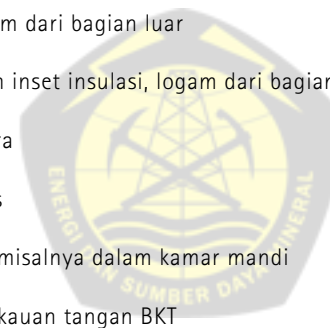 m dari bagian luar
n inset insulasi, logam dari bagian
a
s
misalnya dalam kamar mandi
kauan tangan BKT
ENERGI DAN SUMBER DAYA MINERAL